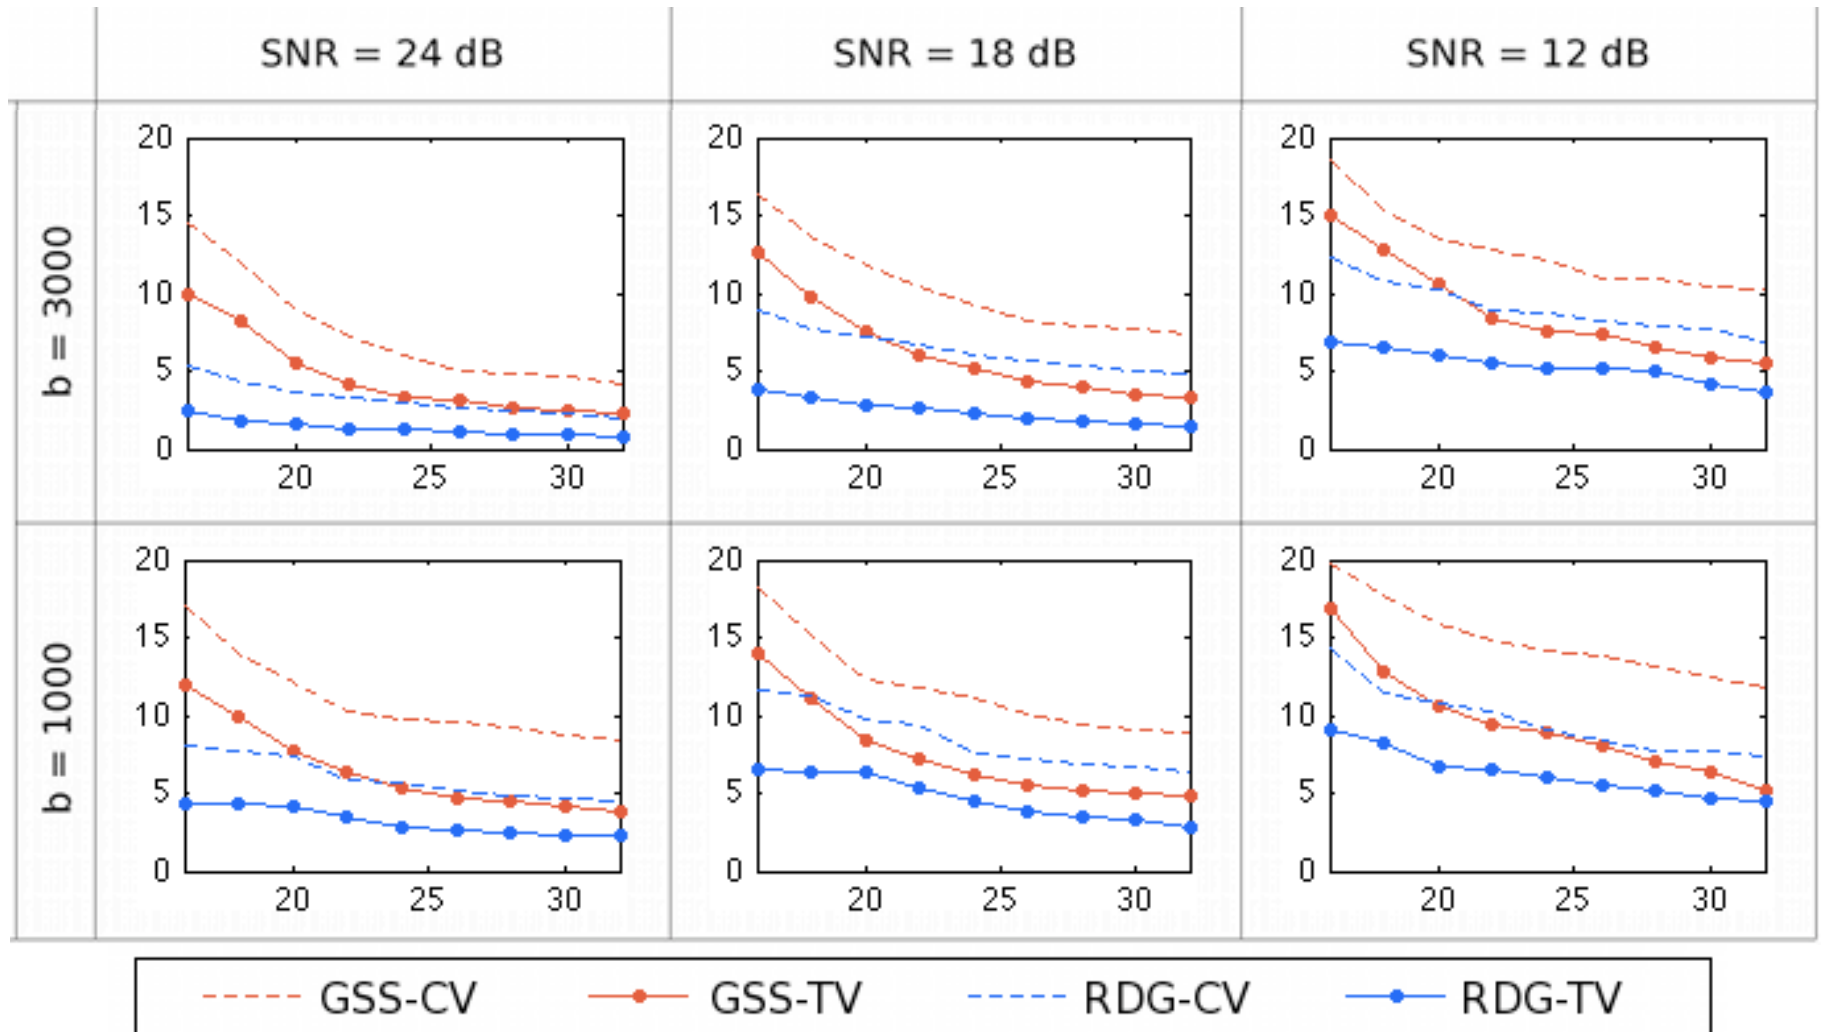 SNR = 24 dB SNR = 18 dB SNR = 12 dB
b = 3000
20 20 20
15 15 15
10 10 10
5 5 5
0 0 0
20 25 30 20 25 30 20 25 30
b = 1000
20 20 20
15 15 15
10 10 10
5 5 5
0 0 0
20 25 30 20 25 30 20 25 30
GSS-CV GSS-TV RDG-CV RDG-TV